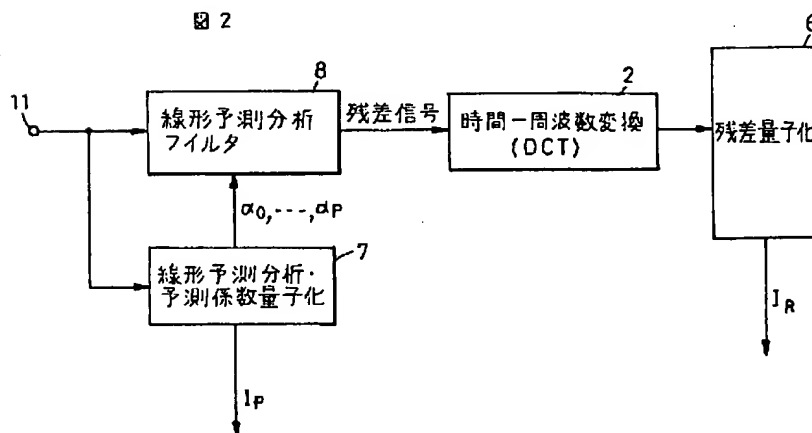 図 2
11
8
線形予測分析
フイルタ
残差信号
2
時間ー周波数変換
(DCT)
6
残差量子化
α0,---,αP
7
線形予測分析・
予測係数量子化
IP
IR